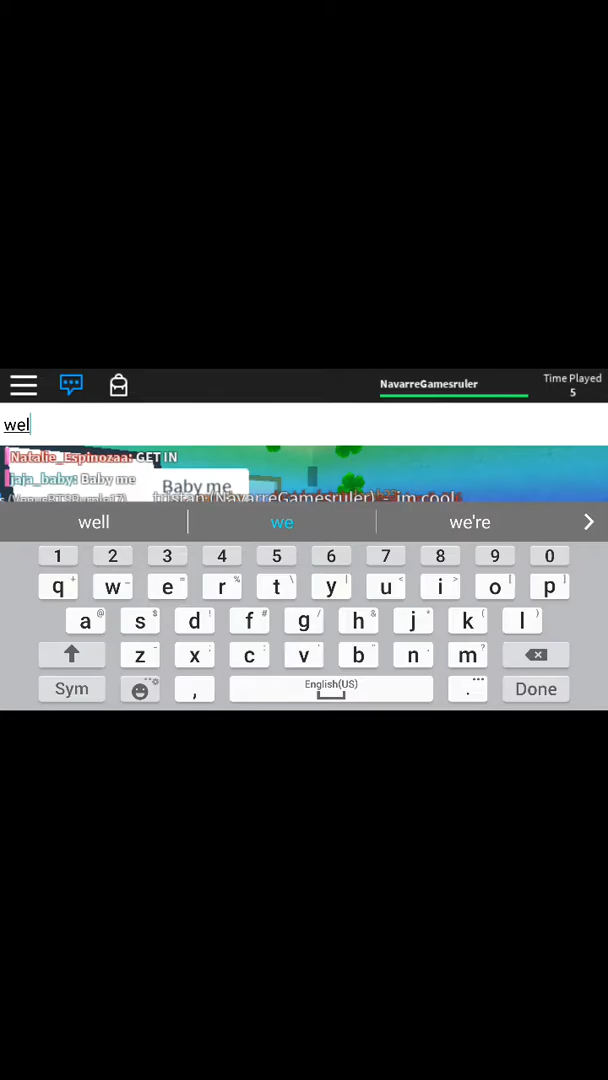 NavarreGamesruler
Time Played
5
wel
Natalie_Espinozaa: GET IN
jaja_baby: Baby me
Baby me
tristan (NavarreGamesruler) - im cool
well we we're
1 2 3 4 5 6 7 8 9 0
q + w - e = r % t \ y | u < i > o [ p ]
a @ s * d ! f # g / h & j * k ( l )
z ' x : c ; v ' b " n , m ?
Sym , English(US) . Done